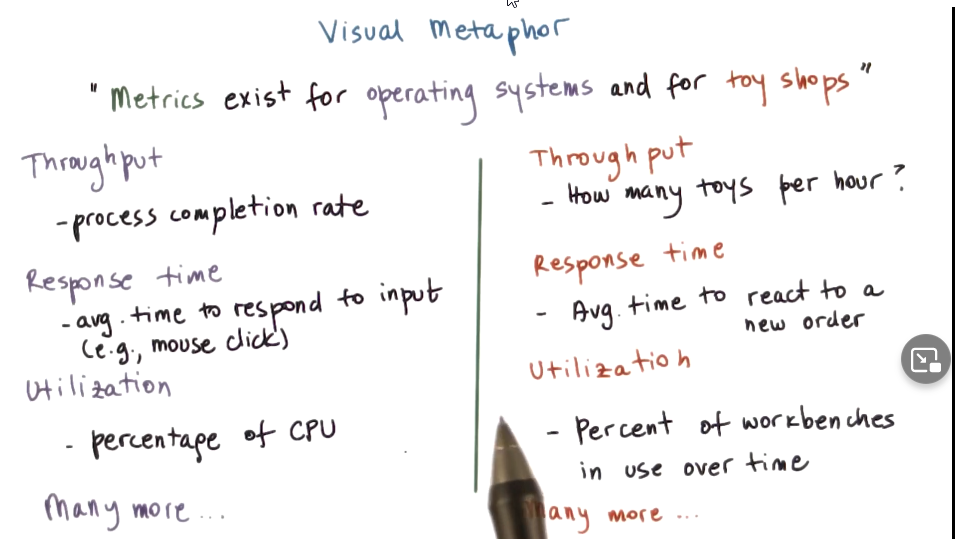 Visual Metaphor
"Metrics exist for operating systems and for toy shops"
Throughput
- process completion rate
Response time
- avg. time to respond to input
(e.g., mouse click)
Utilization
- percentage of CPU
Many more ...
Throughput
- How many toys per hour?
Response time
- Avg. time to react to a
new order
Utilization
- Percent of workbenches
in use over time
Many more ...